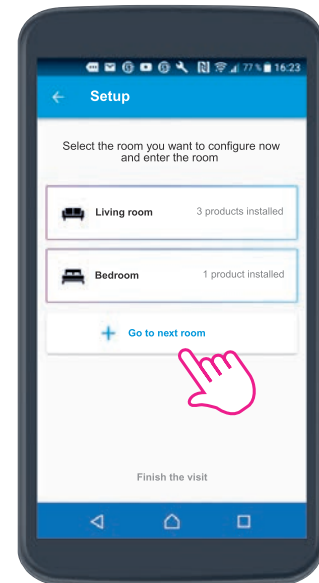 77% 16:23
Setup
Select the room you want to configure now
and enter the room
Living room 3 products installed
Bedroom 1 product installed
Go to next room
Finish the visit